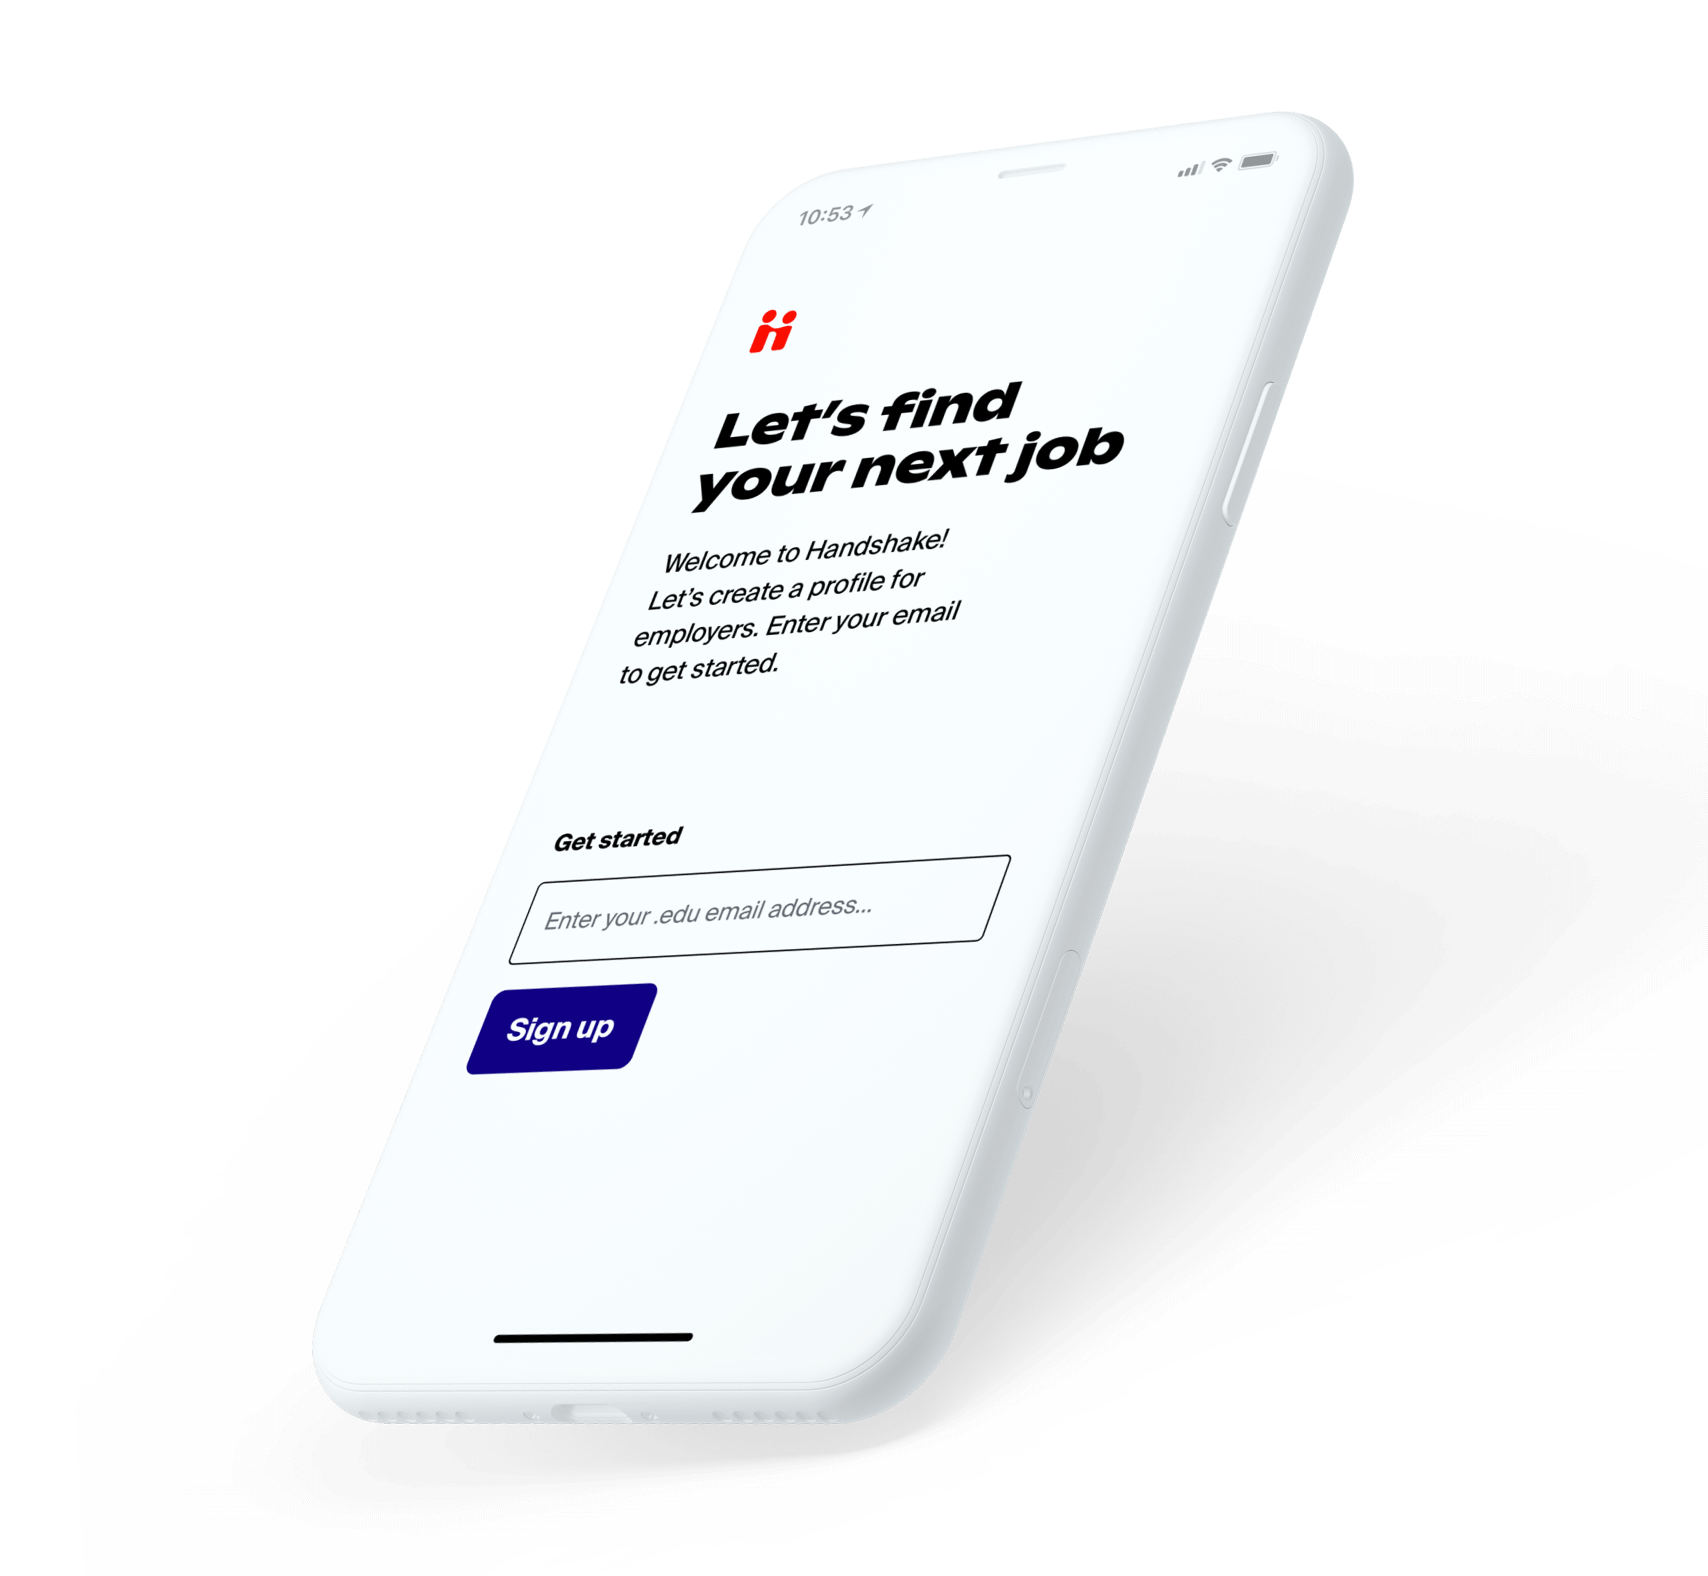 10:53
Let’s find
your next job
Welcome to Handshake!
Let’s create a profile for
employers. Enter your email
to get started.
Get started
Enter your .edu email address...
Sign up